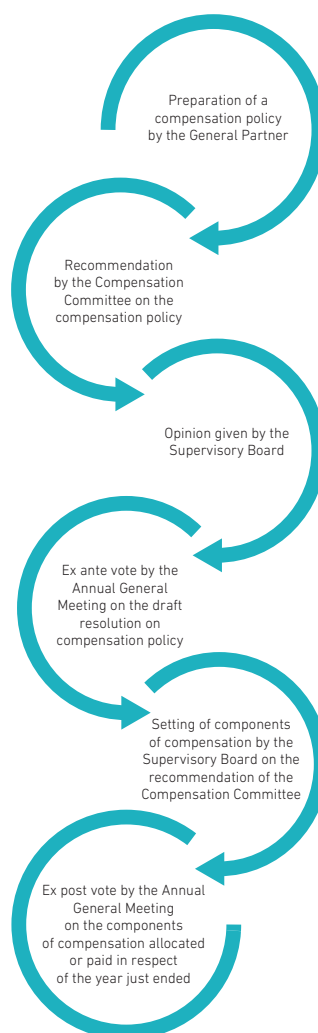 Preparation of a
compensation policy
by the General Partner
Recommendation
by the Compensation
Committee on the
compensation policy
Opinion given by the
Supervisory Board
Ex ante vote by the
Annual General
Meeting on the draft
resolution on
compensation policy
Setting of components
of compensation by the
Supervisory Board on the
recommendation of the
Compensation Committee
Ex post vote by the Annual
General Meeting
on the components
of compensation allocated
or paid in respect
of the year just ended